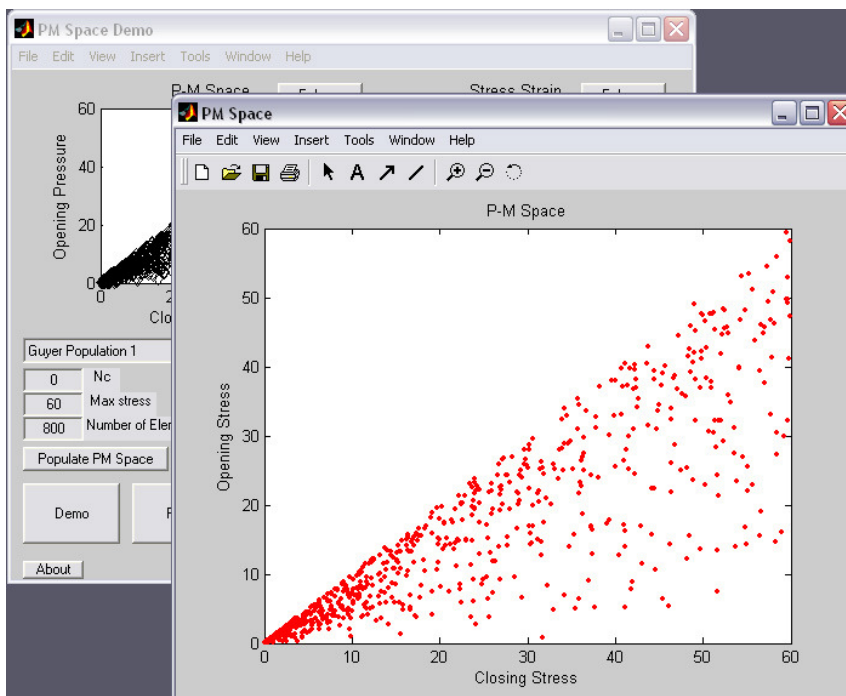 PM Space Demo
File Edit View Insert Tools Window Help
P-M Space
Stress Strain
60
40
20
0
Opening Pressure
0
Guyer Population 1
0 Nc
60 Max stress
800 Number of
Populate PM Space
Demo
About
PM Space
File Edit View Insert Tools Window Help
A
P-M Space
60
50
40
30
20
10
0
Opening Stress
0 10 20 30 40 50 60
Closing Stress